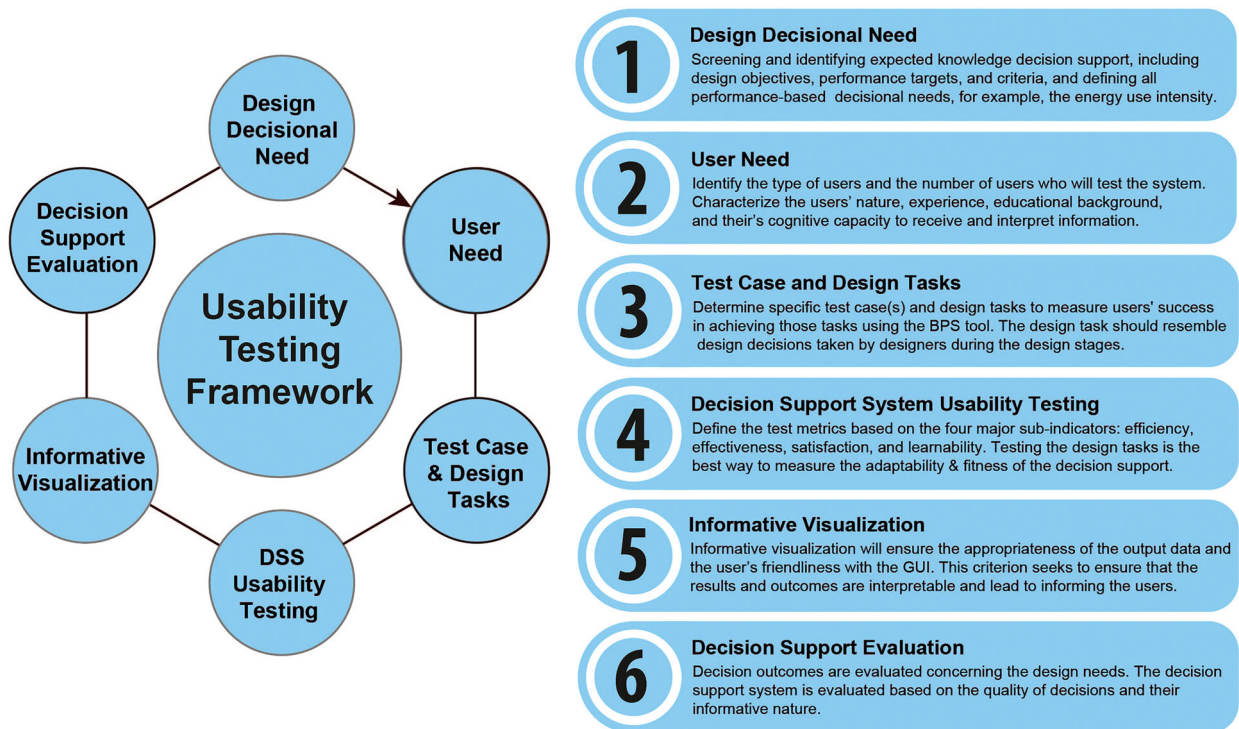 Design
Decisional
Need
User
Need
Test Case
& Design
Tasks
DSS
Usability
Testing
Informative
Visualization
Decision
Support
Evaluation
Usability
Testing
Framework
1
Design Decisional Need
Screening and identifying expected knowledge decision support, including
design objectives, performance targets, and criteria, and defining all
performance-based decisional needs, for example, the energy use intensity.
2
User Need
Identify the type of users and the number of users who will test the system.
Characterize the users' nature, experience, educational background,
and their's cognitive capacity to receive and interpret information.
3
Test Case and Design Tasks
Determine specific test case(s) and design tasks to measure users' success
in achieving those tasks using the BPS tool. The design task should resemble
design decisions taken by designers during the design stages.
4
Decision Support System Usability Testing
Define the test metrics based on the four major sub-indicators: efficiency,
effectiveness, satisfaction, and learnability. Testing the design tasks is the
best way to measure the adaptability & fitness of the decision support.
5
Informative Visualization
Informative visualization will ensure the appropriateness of the output data and
the user's friendliness with the GUI. This criterion seeks to ensure that the
results and outcomes are interpretable and lead to informing the users.
6
Decision Support Evaluation
Decision outcomes are evaluated concerning the design needs. The decision
support system is evaluated based on the quality of decisions and their
informative nature.